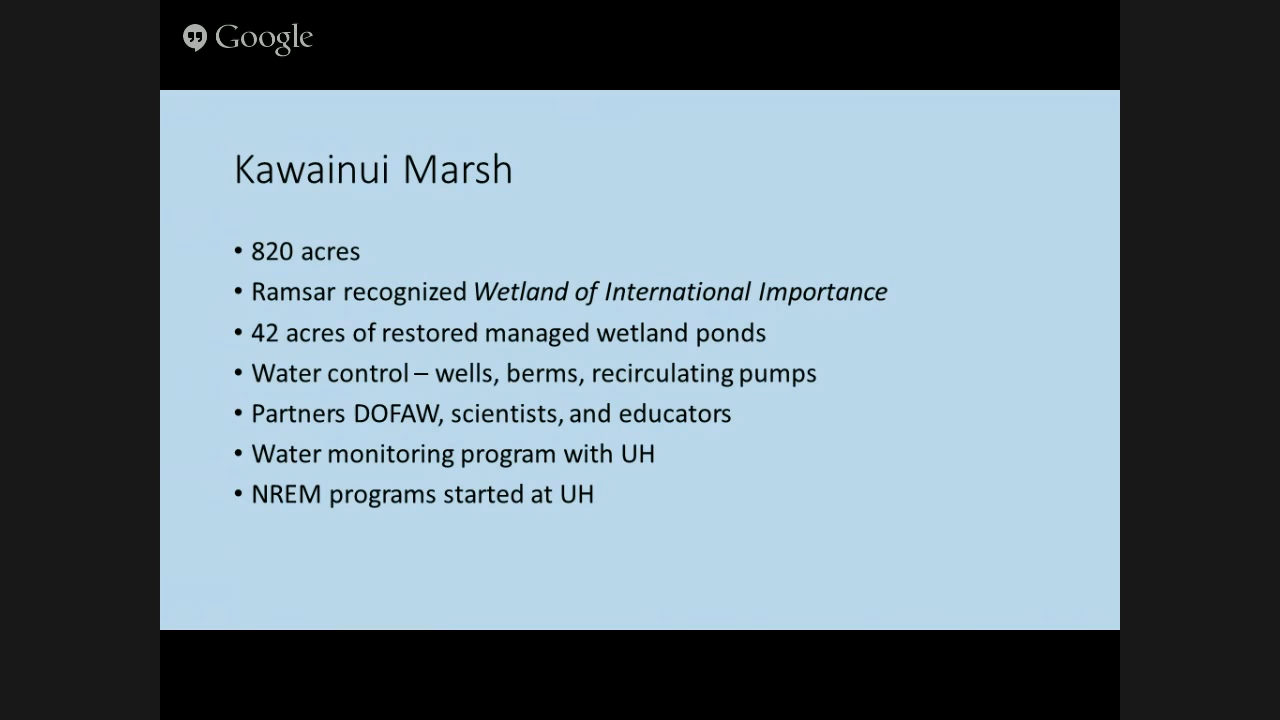 Google
Kawainui Marsh
• 820 acres
• Ramsar recognized Wetland of International Importance
• 42 acres of restored managed wetland ponds
• Water control – wells, berms, recirculating pumps
• Partners DOFAW, scientists, and educators
• Water monitoring program with UH
• NREM programs started at UH